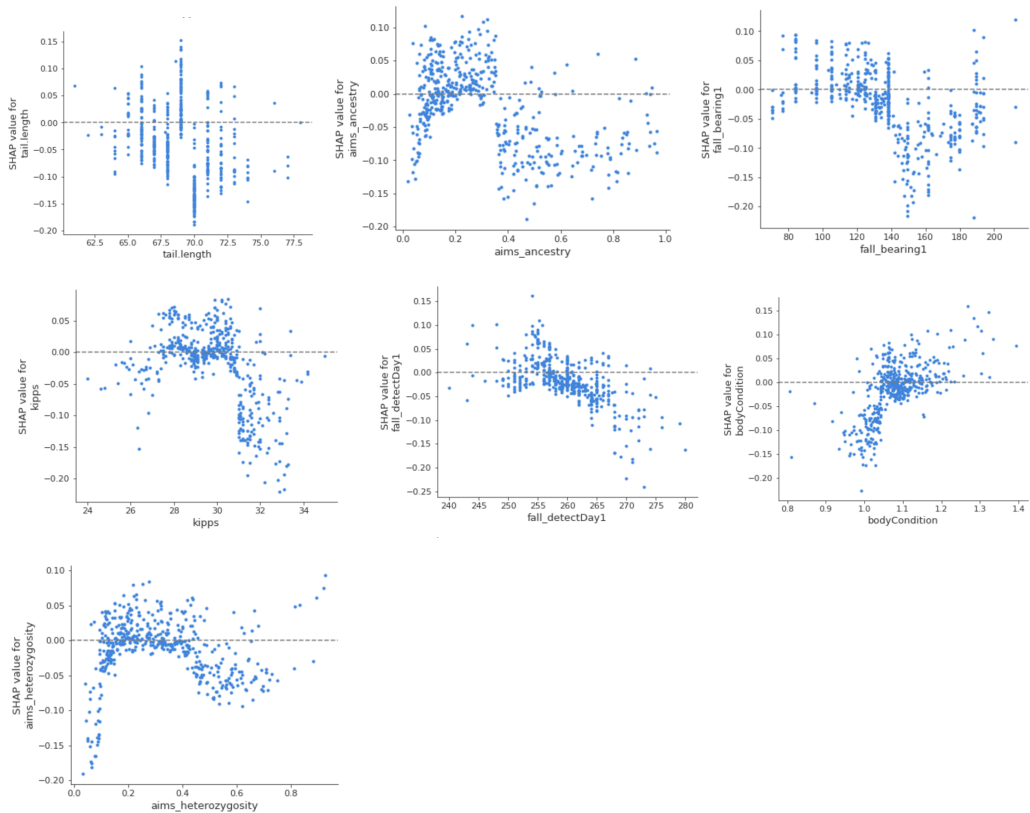 0.15
0.10
0.05
0.00
−0.05
−0.10
−0.15
−0.20
SHAP value for
tail.length
62.5 65.0 67.5 70.0 72.5 75.0 77.5
tail.length
0.10
0.05
0.00
−0.05
−0.10
−0.15
−0.20
SHAP value for
aims_ancestry
0.0 0.2 0.4 0.6 0.8 1.0
aims_ancestry
0.10
0.05
0.00
−0.05
−0.10
−0.15
−0.20
SHAP value for
fall_bearing1
80 100 120 140 160 180 200
fall_bearing1
0.05
0.00
−0.05
−0.10
−0.15
−0.20
SHAP value for
kipps
24 26 28 30 32 34
kipps
0.15
0.10
0.05
0.00
−0.05
−0.10
−0.15
−0.20
−0.25
SHAP value for
fall_detectDay1
240 245 250 255 260 265 270 275 280
fall_detectDay1
0.15
0.10
0.05
0.00
−0.05
−0.10
−0.15
−0.20
SHAP value for
bodyCondition
0.8 0.9 1.0 1.1 1.2 1.3 1.4
bodyCondition
0.10
0.05
0.00
−0.05
−0.10
−0.15
−0.20
SHAP value for
aims_heterozygosity
0.0 0.2 0.4 0.6 0.8
aims_heterozygosity